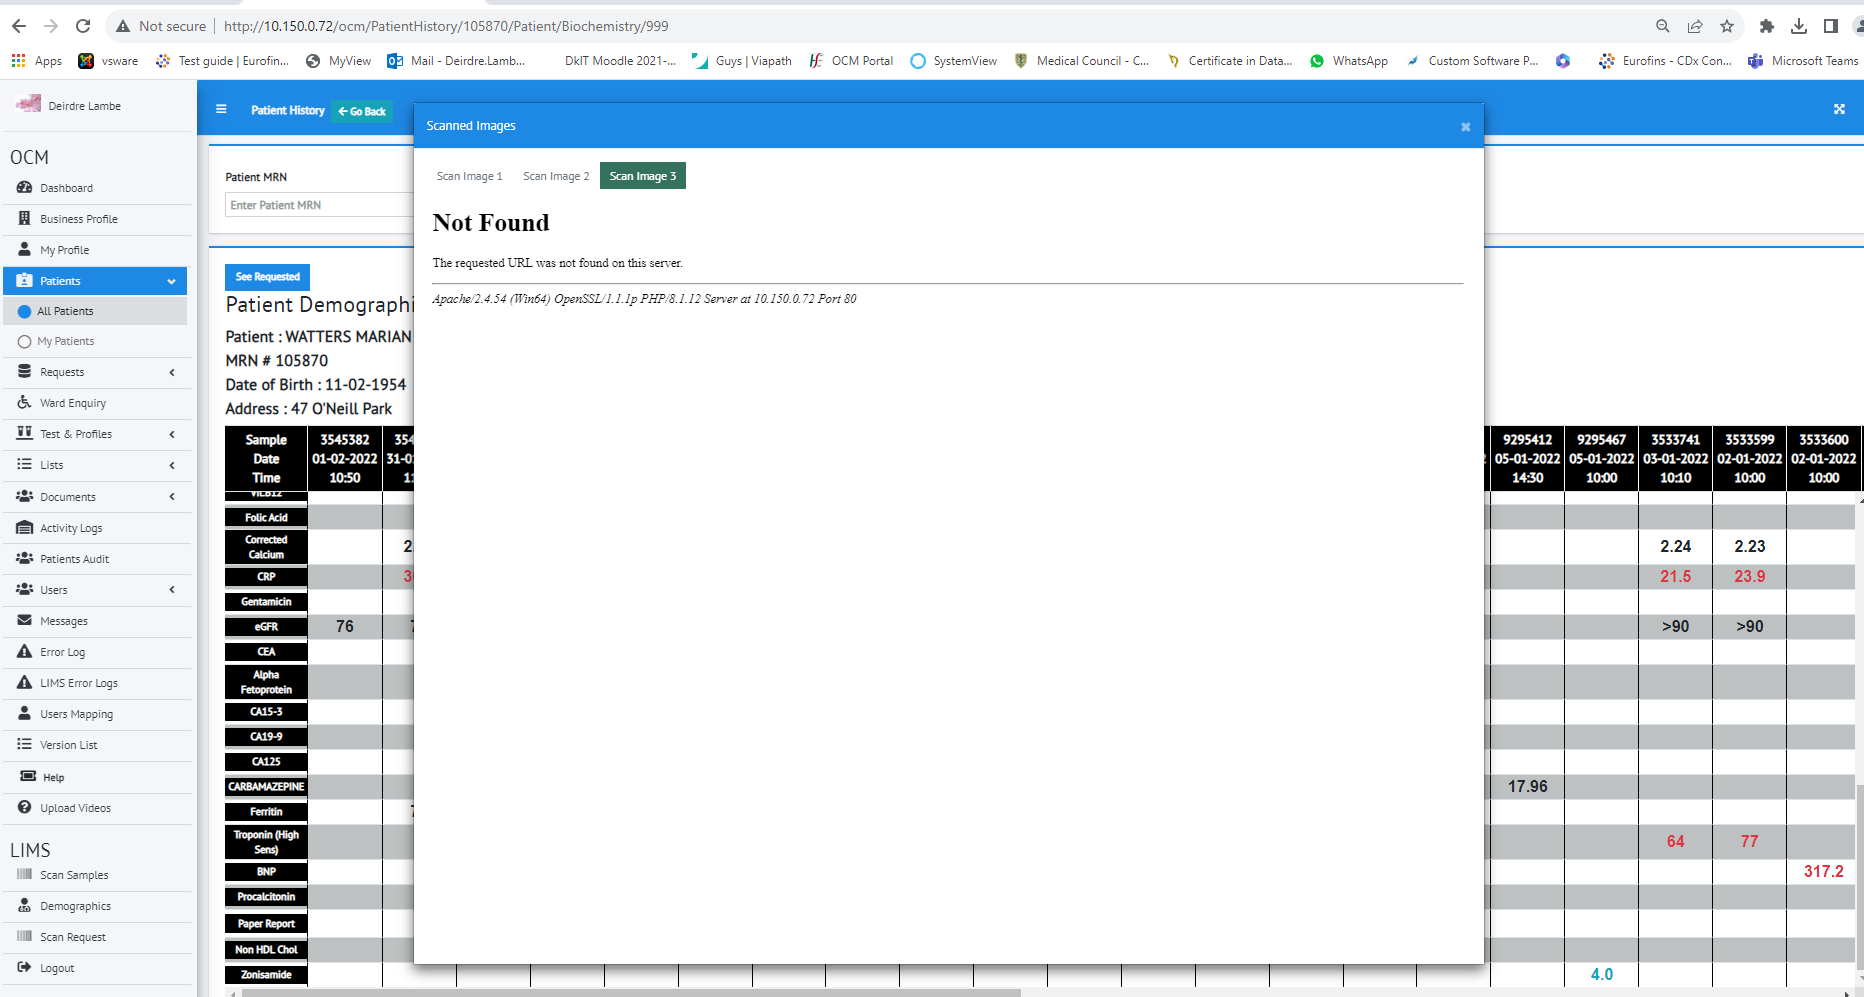 Not secure
http://10.150.0.72/ocm/PatientHistory/105870/Patient/Biochemistry/999
Apps
vsware
Test guide | Eurofin...
MyView
Mail - Deirdre.Lamb...
DkIT Moodle 2021-...
Guys | Viapath
OCM Portal
SystemView
Medical Council - C...
Certificate in Data...
WhatsApp
Custom Software P...
Eurofins - CDx Con...
Microsoft Teams
Deirdre Lambe
OCM
Dashboard
Business Profile
My Profile
Patients
All Patients
My Patients
Requests
Ward Enquiry
Test & Profiles
Lists
Documents
Activity Logs
Patients Audit
Users
Messages
Error Log
LIMS Error Logs
Users Mapping
Version List
Help
Upload Videos
LIMS
Scan Samples
Demographics
Scan Request
Logout
Patient History
Go Back
Patient MRN
Enter Patient MRN
See Requested
Patient Demographi
Patient : WATTERS MARIAN
MRN # 105870
Date of Birth : 11-02-1954
Address : 47 O'Neill Park
Scanned Images
Scan Image 1
Scan Image 2
Scan Image 3
Not Found
The requested URL was not found on this server.
Apache/2.4.54 (Win64) OpenSSL/1.1.1p PHP/8.1.12 Server at 10.150.0.72 Port 80
Sample 3545382 9295412 9295467 3533741 3533599 3533600
Date 01-02-2022 05-01-2022 05-01-2022 03-01-2022 02-01-2022 02-01-2022
Time 10:50 14:30 10:00 10:10 10:00 10:00
Folic Acid
Corrected
Calcium 2.24 2.23
CRP 21.5 23.9
Gentamicin
eGFR 76 >90 >90
CEA
Alpha
Fetoprotein
CA15-3
CA19-9
CA125
CARBAMAZEPINE 17.96
Ferritin
Troponin (High
Sens) 64 77
BNP 317.2
Procalcitonin
Paper Report
Non HDL Chol
Zonisamide 4.0